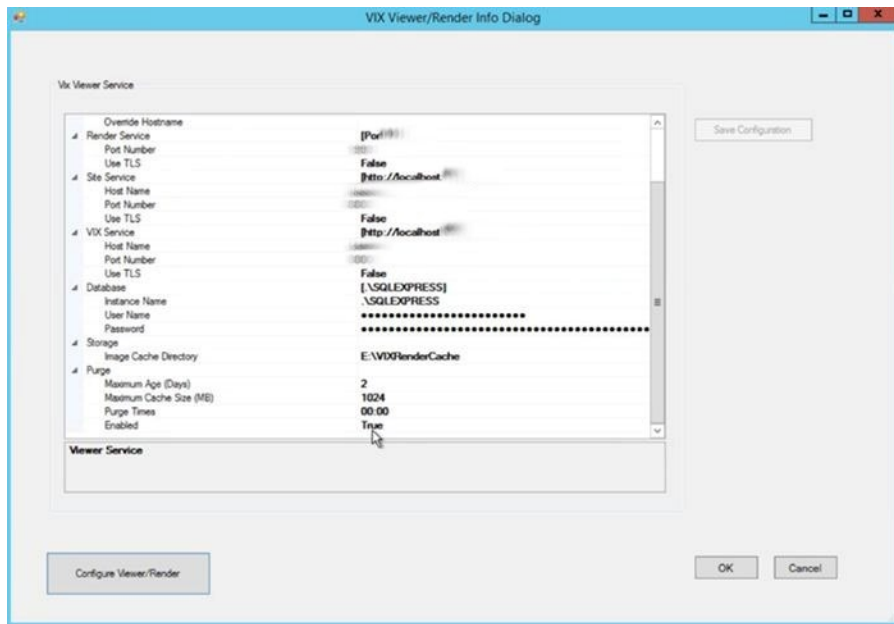 VIX Viewer/Render Info Dialog
Vix Viewer Service
Override Hostname
Render Service [Por
Port Number
Use TLS False
Site Service [http://localhost
Host Name
Port Number
Use TLS False
VIX Service [http://localhost
Host Name
Port Number
Use TLS False
Database [.\SQLEXPRESS]
Instance Name .\SQLEXPRESS
User Name ●●●●●●●●●●●●●●●●●●●●●●●●●
Password ●●●●●●●●●●●●●●●●●●●●●●●●●●●●●●●●●●●●●●●●●●●●
Storage
Image Cache Directory E:\VIXRenderCache
Purge
Maximum Age (Days) 2
Maximum Cache Size (MB) 1024
Purge Times 00:00
Enabled True
Viewer Service
Save Configuration
Configure Viewer/Render
OK Cancel